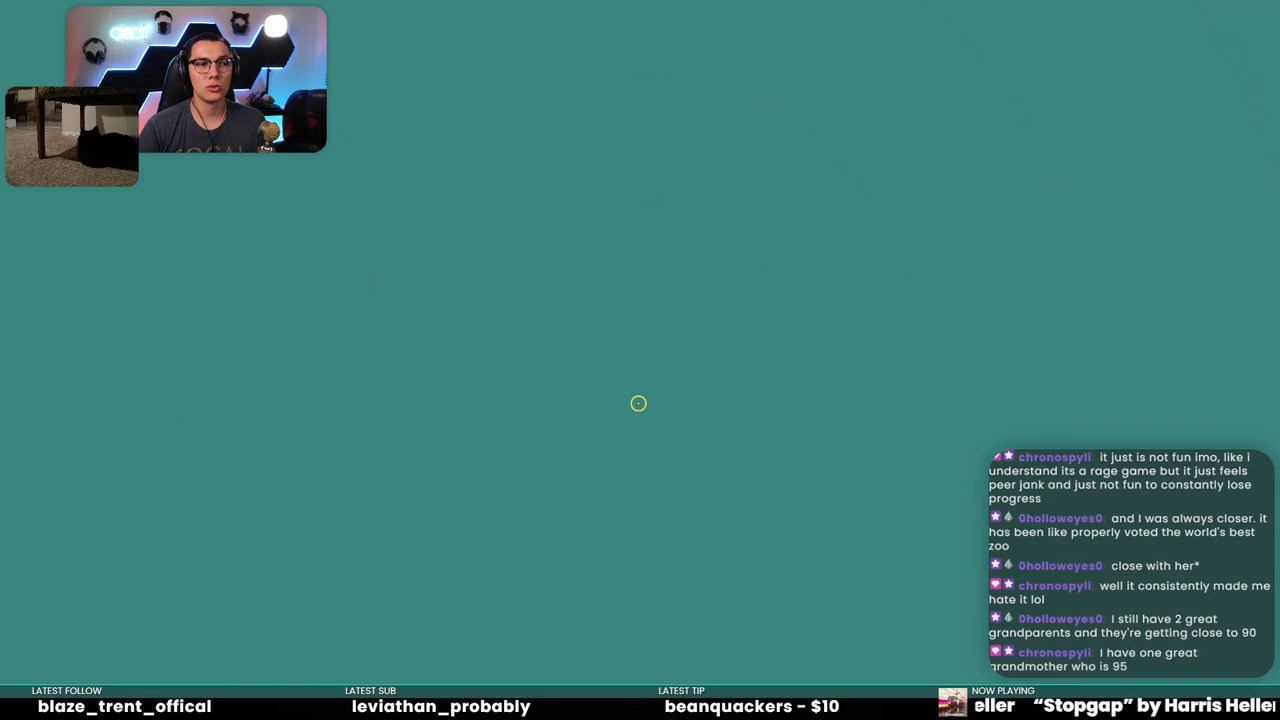 chronospyli: it just is not fun imo, like i
understand its a rage game but it just feels
peer jank and just not fun to constantly lose
progress
0holloweyes0: and I was always closer. it
has been like properly voted the world's best
zoo
0holloweyes0: close with her*
chronospyli: well it consistently made me
hate it lol
0holloweyes0: I still have 2 great
grandparents and they're getting close to 90
chronospyli: I have one great
grandmother who is 95
LATEST FOLLOW
blaze_trent_offical
LATEST SUB
leviathan_probably
LATEST TIP
beanquackers - $10
NOW PLAYING
eller “Stopgap” by Harris Heller